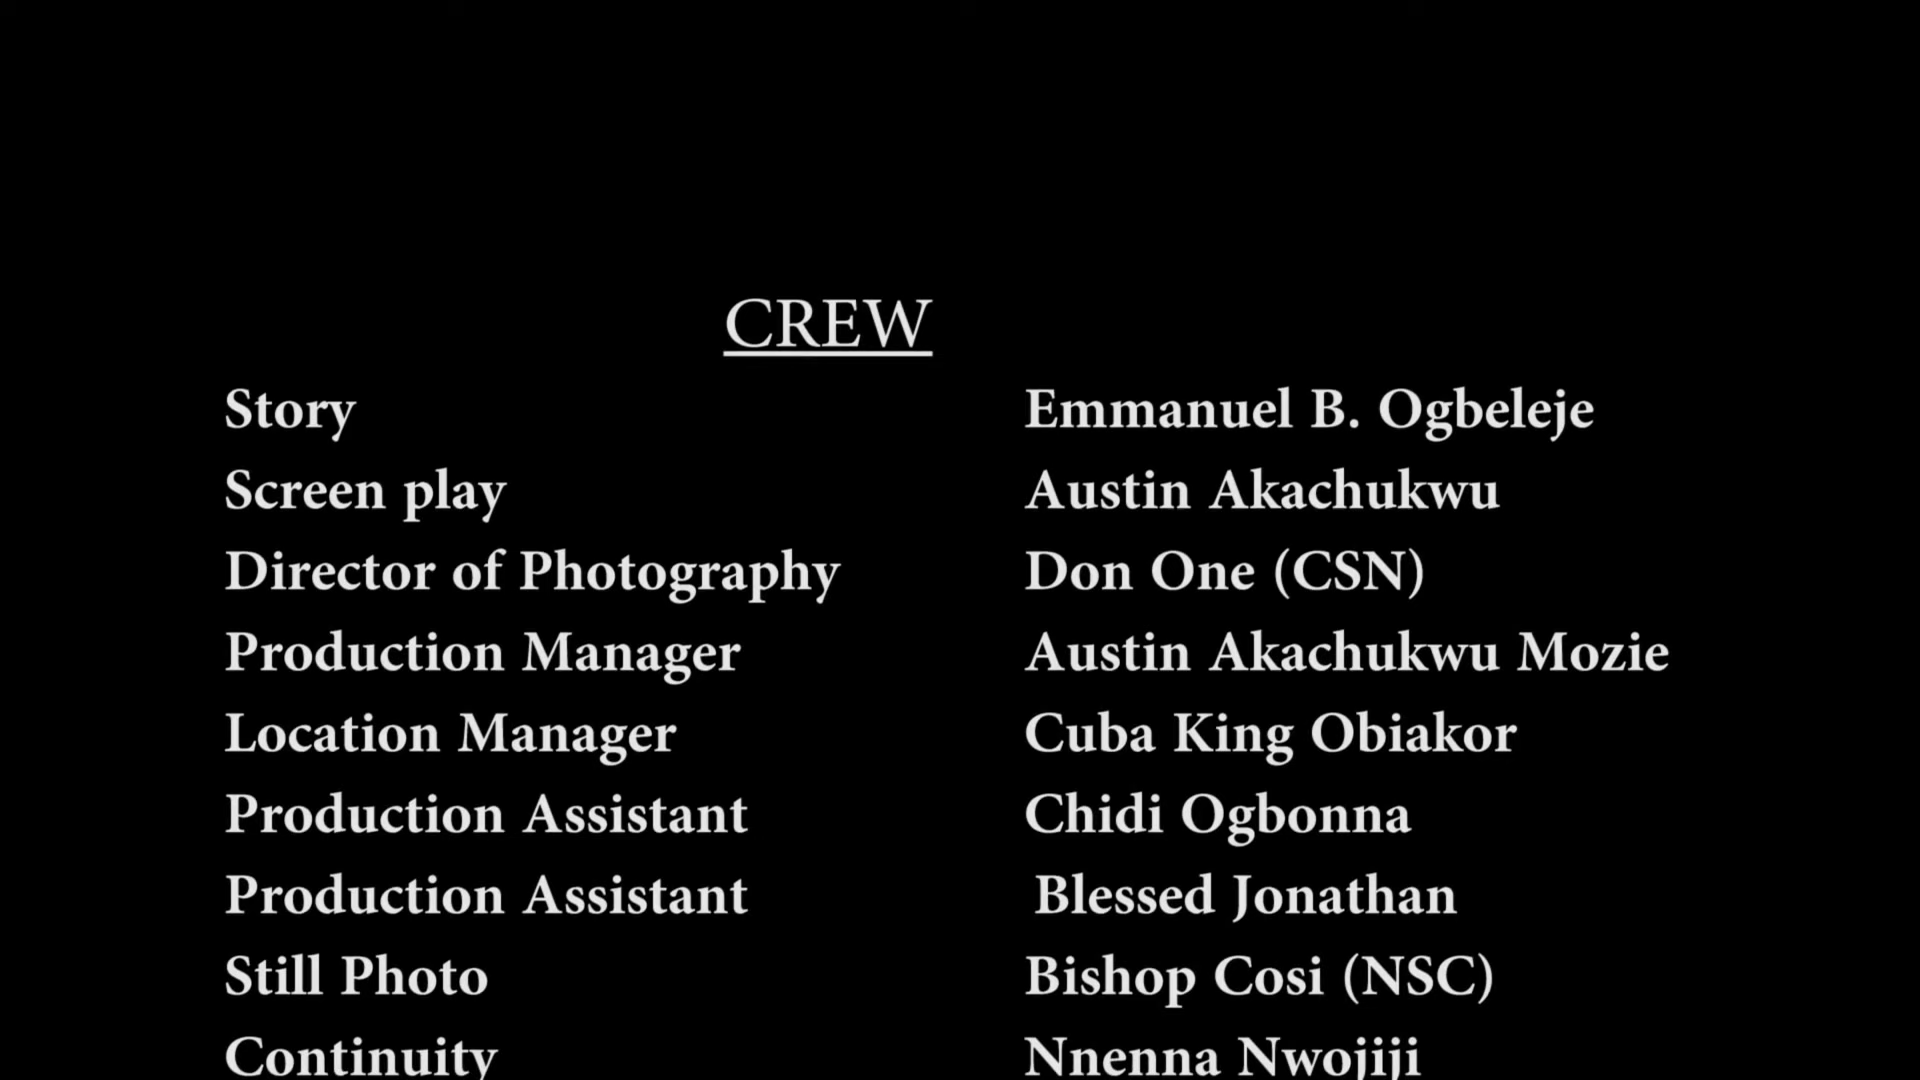 CREW
Story Emmanuel B. Ogbeleje
Screen play Austin Akachukwu
Director of Photography Don One (CSN)
Production Manager Austin Akachukwu Mozie
Location Manager Cuba King Obiakor
Production Assistant Chidi Ogbonna
Production Assistant Blessed Jonathan
Still Photo Bishop Cosi (NSC)
Continuity Nnenna Nwojiji